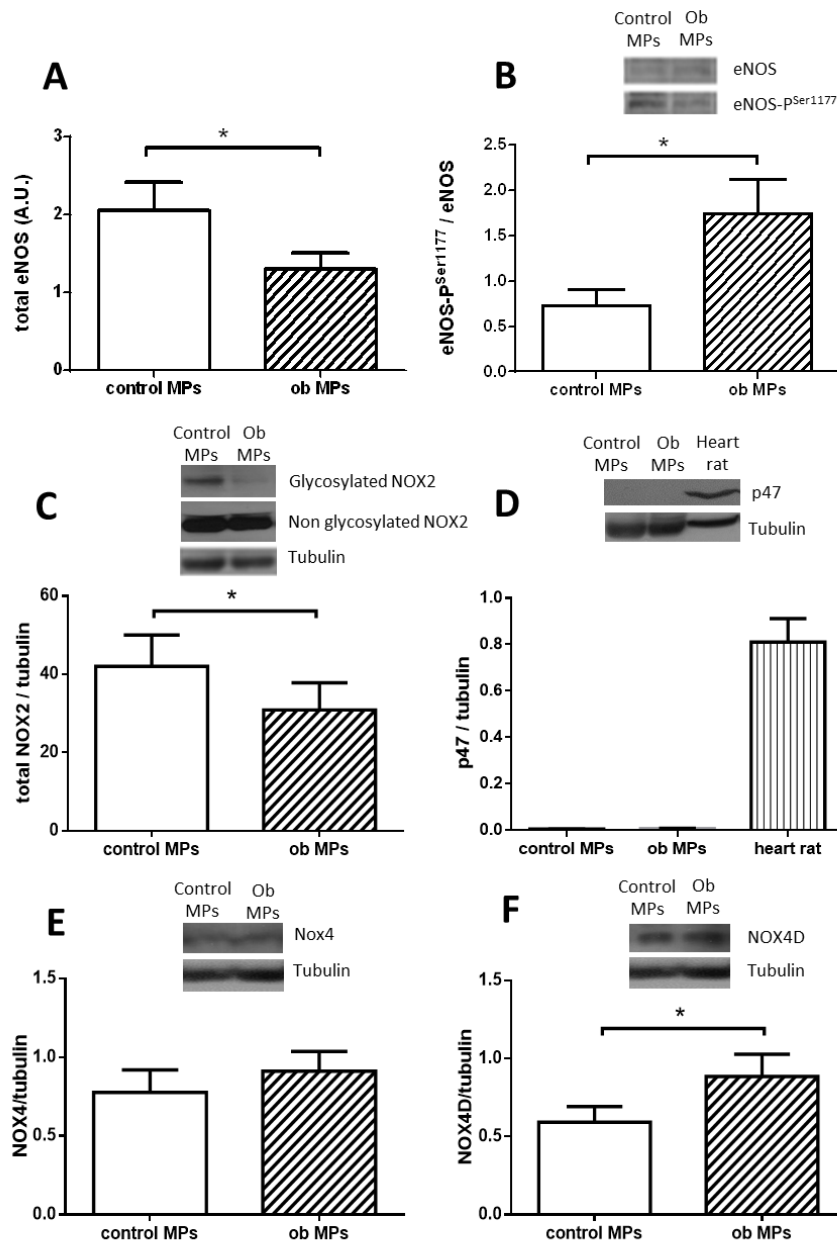 A
total eNOS (A.U.)
3
2
1
0
*
control MPs
ob MPs
B
Control MPs
Ob MPs
eNOS
eNOS-P^Ser1177
eNOS-P^Ser1177 / eNOS
2.5
2.0
1.5
1.0
0.5
0.0
*
control MPs
ob MPs
C
Control MPs
Ob MPs
Glycosylated NOX2
Non glycosylated NOX2
Tubulin
total NOX2 / tubulin
60
40
20
0
*
control MPs
ob MPs
D
Control MPs
Ob MPs
Heart rat
p47
Tubulin
p47 / tubulin
1.0
0.8
0.6
0.4
0.2
0.0
control MPs
ob MPs
heart rat
E
Control MPs
Ob MPs
Nox4
Tubulin
NOX4/tubulin
1.5
1.0
0.5
0.0
control MPs
ob MPs
F
Control MPs
Ob MPs
NOX4D
Tubulin
NOX4D/tubulin
1.5
1.0
0.5
0.0
*
control MPs
ob MPs